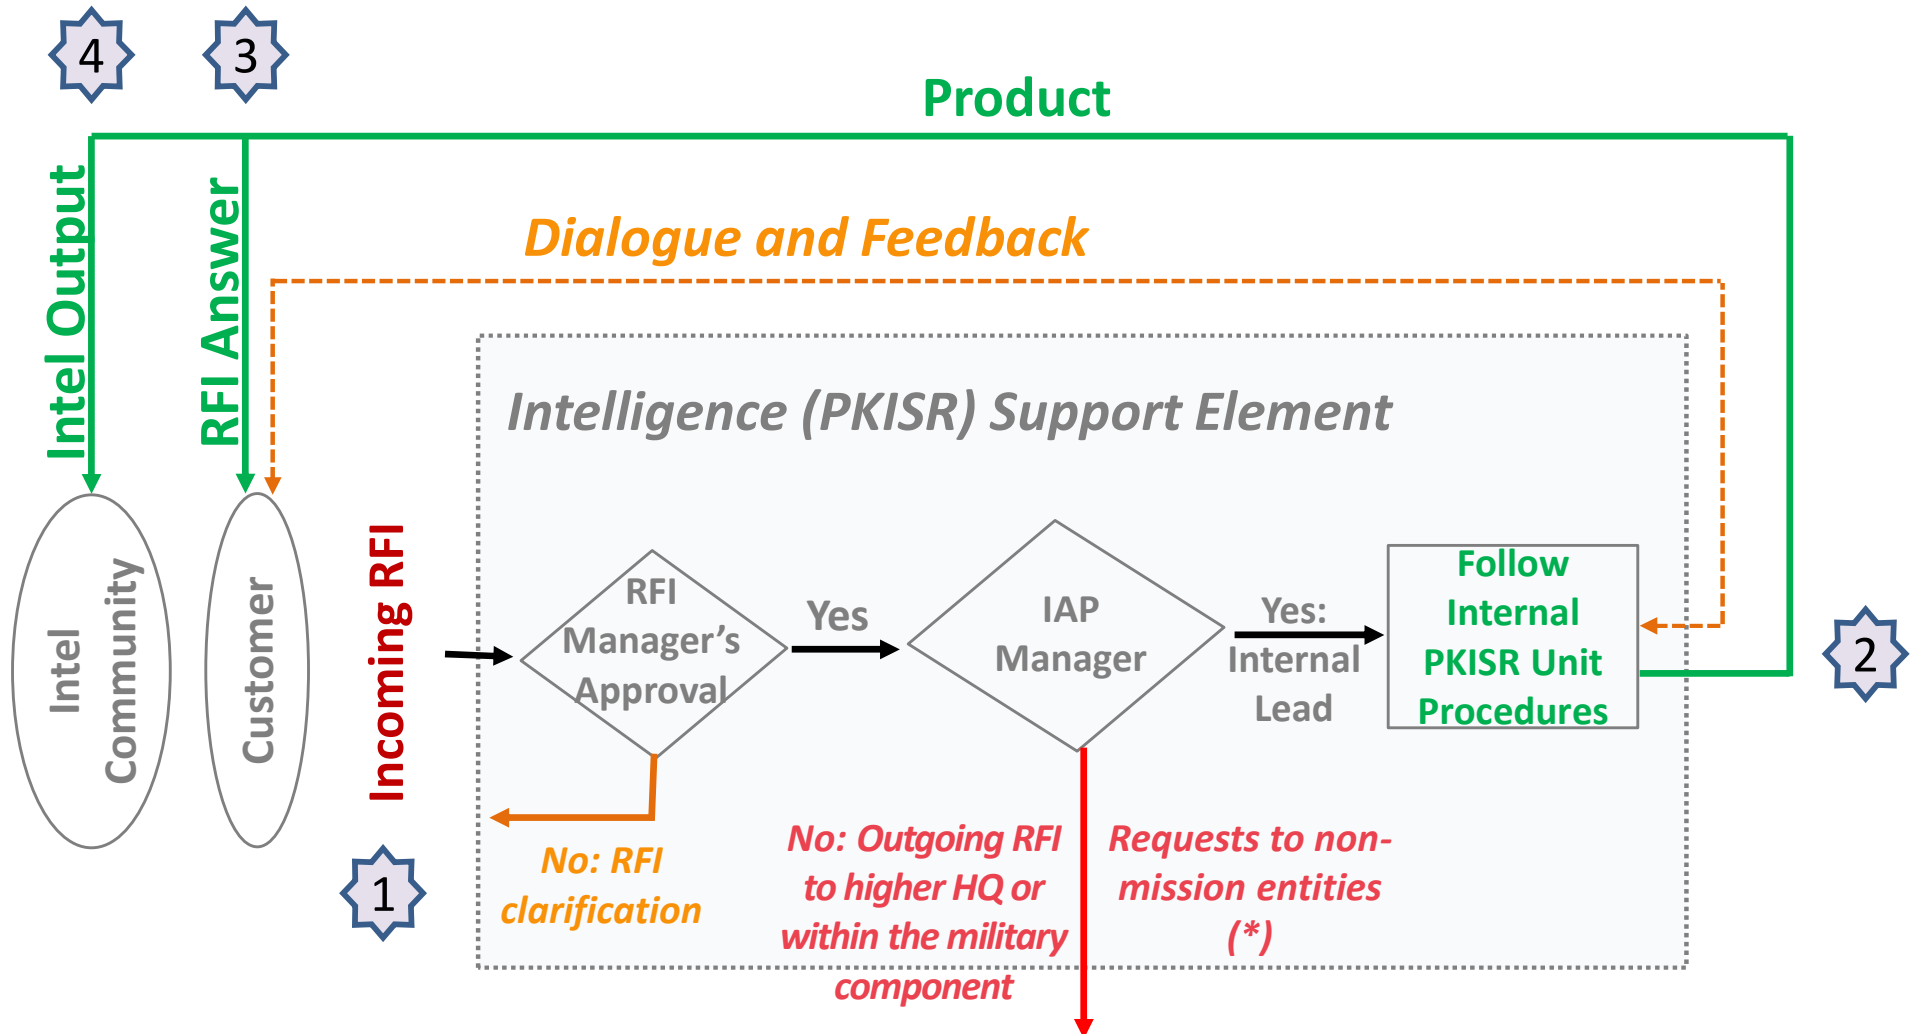 4
3
Product
Intel Output
RFI Answer
Dialogue and Feedback
Intelligence (PKISR) Support Element
Intel
Community
Customer
Incoming RFI
RFI
Manager’s
Approval
Yes
IAP
Manager
Yes:
Internal
Lead
Follow
Internal
PKISR Unit
Procedures
2
1
No: RFI
clarification
No: Outgoing RFI
to higher HQ or
within the military
component
Requests to non-
mission entities
(*)